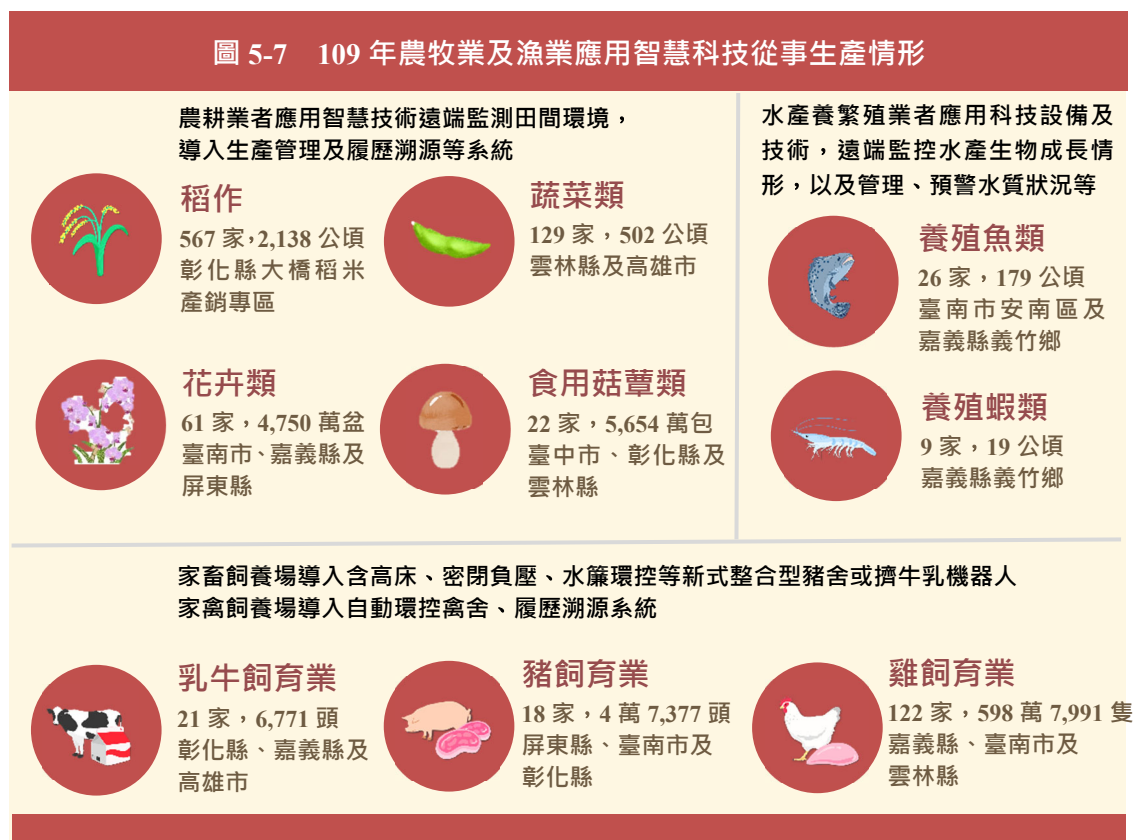 圖 5-7 109 年農牧業及漁業應用智慧科技從事生產情形
農耕業者應用智慧技術遠端監測田間環境，
導入生產管理及履歷溯源等系統
稻作
567 家，2,138 公頃
彰化縣大橋稻米
產銷專區
蔬菜類
129 家，502 公頃
雲林縣及高雄市
花卉類
61 家，4,750 萬盆
臺南市、嘉義縣及
屏東縣
食用菇蕈類
22 家，5,654 萬包
臺中市、彰化縣及
雲林縣
水產養繁殖業者應用科技設備及
技術，遠端監控水產生物成長情
形，以及管理、預警水質狀況等
養殖魚類
26 家，179 公頃
臺南市安南區及
嘉義縣義竹鄉
養殖蝦類
9 家，19 公頃
嘉義縣義竹鄉
家畜飼養場導入含高床、密閉負壓、水簾環控等新式整合型豬舍或擠牛乳機器人
家禽飼養場導入自動環控禽舍、履歷溯源系統
乳牛飼育業
21 家，6,771 頭
彰化縣、嘉義縣及
高雄市
豬飼育業
18 家，4 萬 7,377 頭
屏東縣、臺南市及
彰化縣
雞飼育業
122 家，598 萬 7,991 隻
嘉義縣、臺南市及
雲林縣